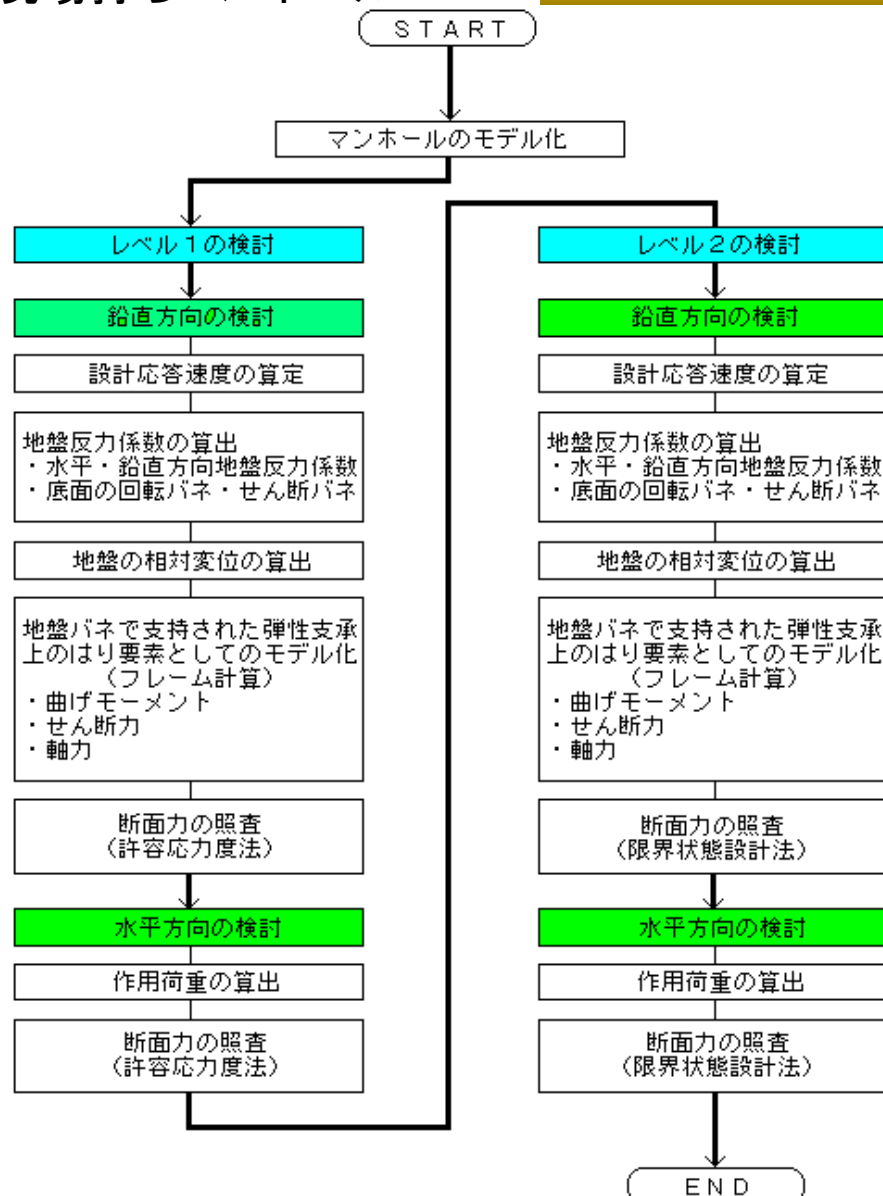 START
マンホールのモデル化
レベル１の検討
鉛直方向の検討
設計応答速度の算定
地盤反力係数の算出
・水平・鉛直方向地盤反力係数
・底面の回転バネ・せん断バネ
地盤の相対変位の算出
地盤バネで支持された弾性支承
上のはり要素としてのモデル化
（フレーム計算）
・曲げモーメント
・せん断力
・軸力
断面力の照査
（許容応力度法）
水平方向の検討
作用荷重の算出
断面力の照査
（許容応力度法）
レベル２の検討
鉛直方向の検討
設計応答速度の算定
地盤反力係数の算出
・水平・鉛直方向地盤反力係数
・底面の回転バネ・せん断バネ
地盤の相対変位の算出
地盤バネで支持された弾性支承
上のはり要素としてのモデル化
（フレーム計算）
・曲げモーメント
・せん断力
・軸力
断面力の照査
（限界状態設計法）
水平方向の検討
作用荷重の算出
断面力の照査
（限界状態設計法）
END